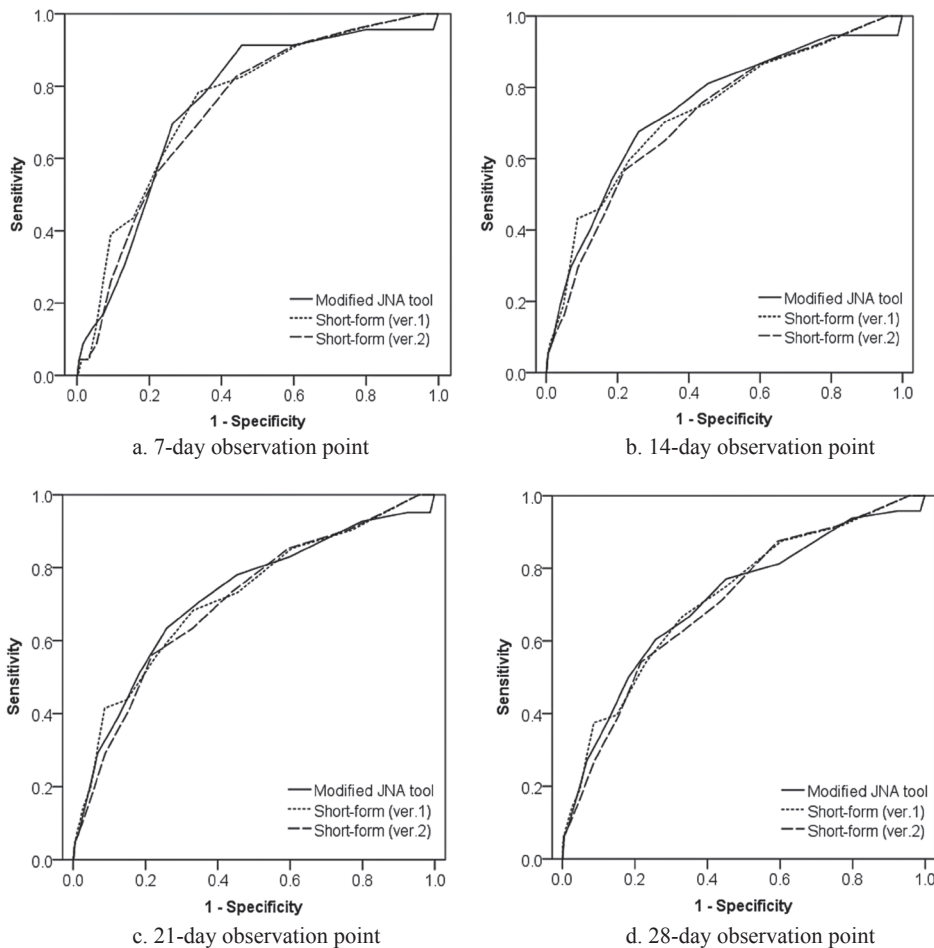 1.0
0.8
0.6
0.4
0.2
0.0
Sensitivity
Modified JNA tool
Short-form (ver.1)
Short-form (ver.2)
0.0 0.2 0.4 0.6 0.8 1.0
1 - Specificity
a. 7-day observation point
1.0
0.8
0.6
0.4
0.2
0.0
Sensitivity
Modified JNA tool
Short-form (ver.1)
Short-form (ver.2)
0.0 0.2 0.4 0.6 0.8 1.0
1 - Specificity
b. 14-day observation point
1.0
0.8
0.6
0.4
0.2
0.0
Sensitivity
Modified JNA tool
Short-form (ver.1)
Short-form (ver.2)
0.0 0.2 0.4 0.6 0.8 1.0
1 - Specificity
c. 21-day observation point
1.0
0.8
0.6
0.4
0.2
0.0
Sensitivity
Modified JNA tool
Short-form (ver.1)
Short-form (ver.2)
0.0 0.2 0.4 0.6 0.8 1.0
1 - Specificity
d. 28-day observation point